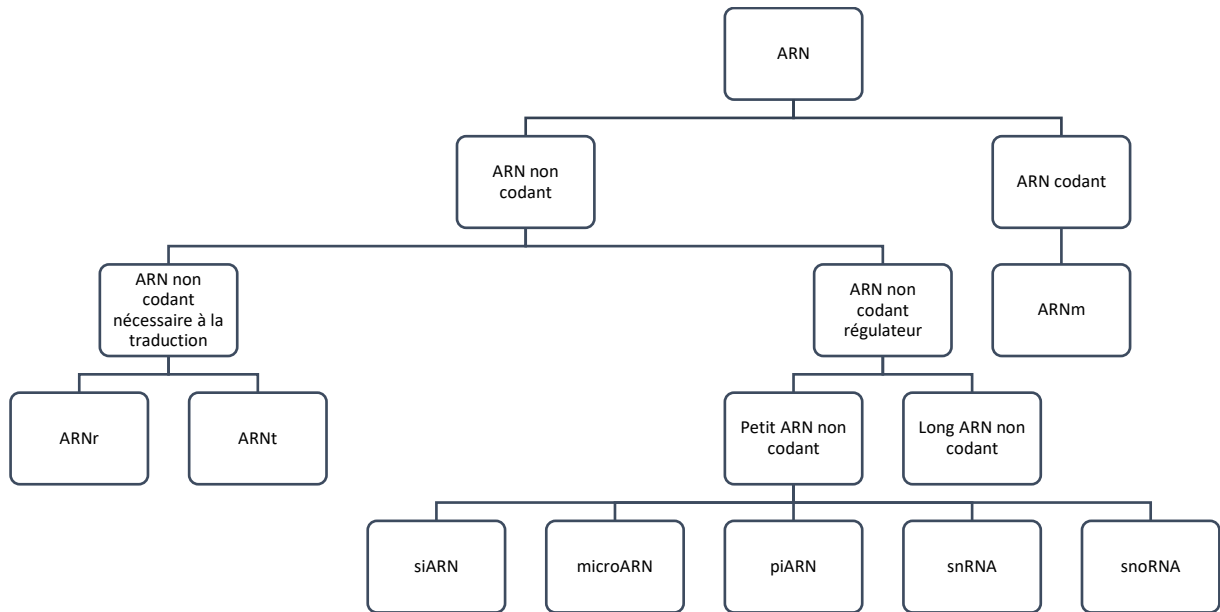 ARN
ARN non
codant
ARN codant
ARN non
codant
nécessaire à la
traduction
ARN non
codant
régulateur
ARNm
ARNr
ARNt
Petit ARN non
codant
Long ARN non
codant
siARN
microARN
piARN
snRNA
snoRNA